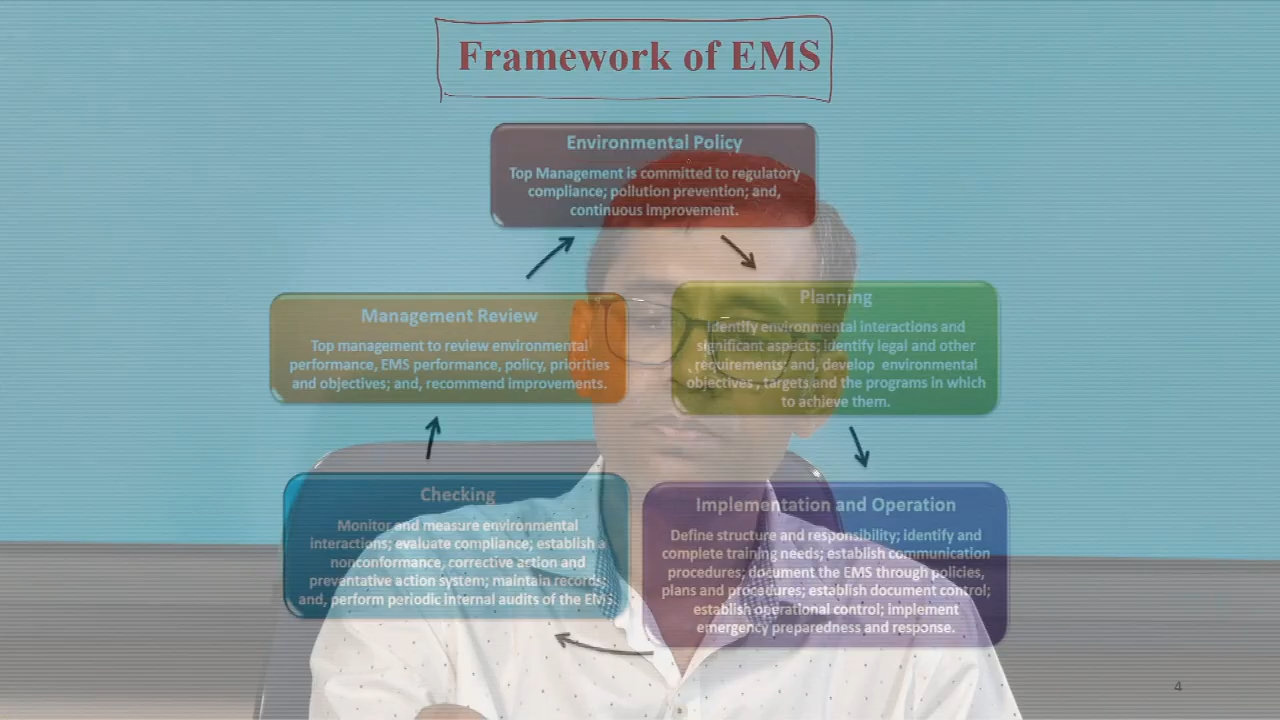 Framework of EMS
Environmental Policy
Top Management is committed to regulatory
compliance; pollution prevention; and,
continuous improvement.
Planning
Identify environmental interactions and
significant aspects; identify legal and other
requirements; and, develop environmental
objectives, targets and the programs in which
to achieve them.
Implementation and Operation
Define structure and responsibility; identify and
complete training needs; establish communication
procedures; document the EMS through policies,
plans and procedures; establish document control;
establish operational control; implement
emergency preparedness and response.
Checking
Monitor and measure environmental
interactions; evaluate compliance; establish a
nonconformance, corrective action and
preventative action system; maintain records;
and, perform periodic internal audits of the EMS.
Management Review
Top management to review environmental
performance, EMS performance, policy, priorities
and objectives; and, recommend improvements.
4